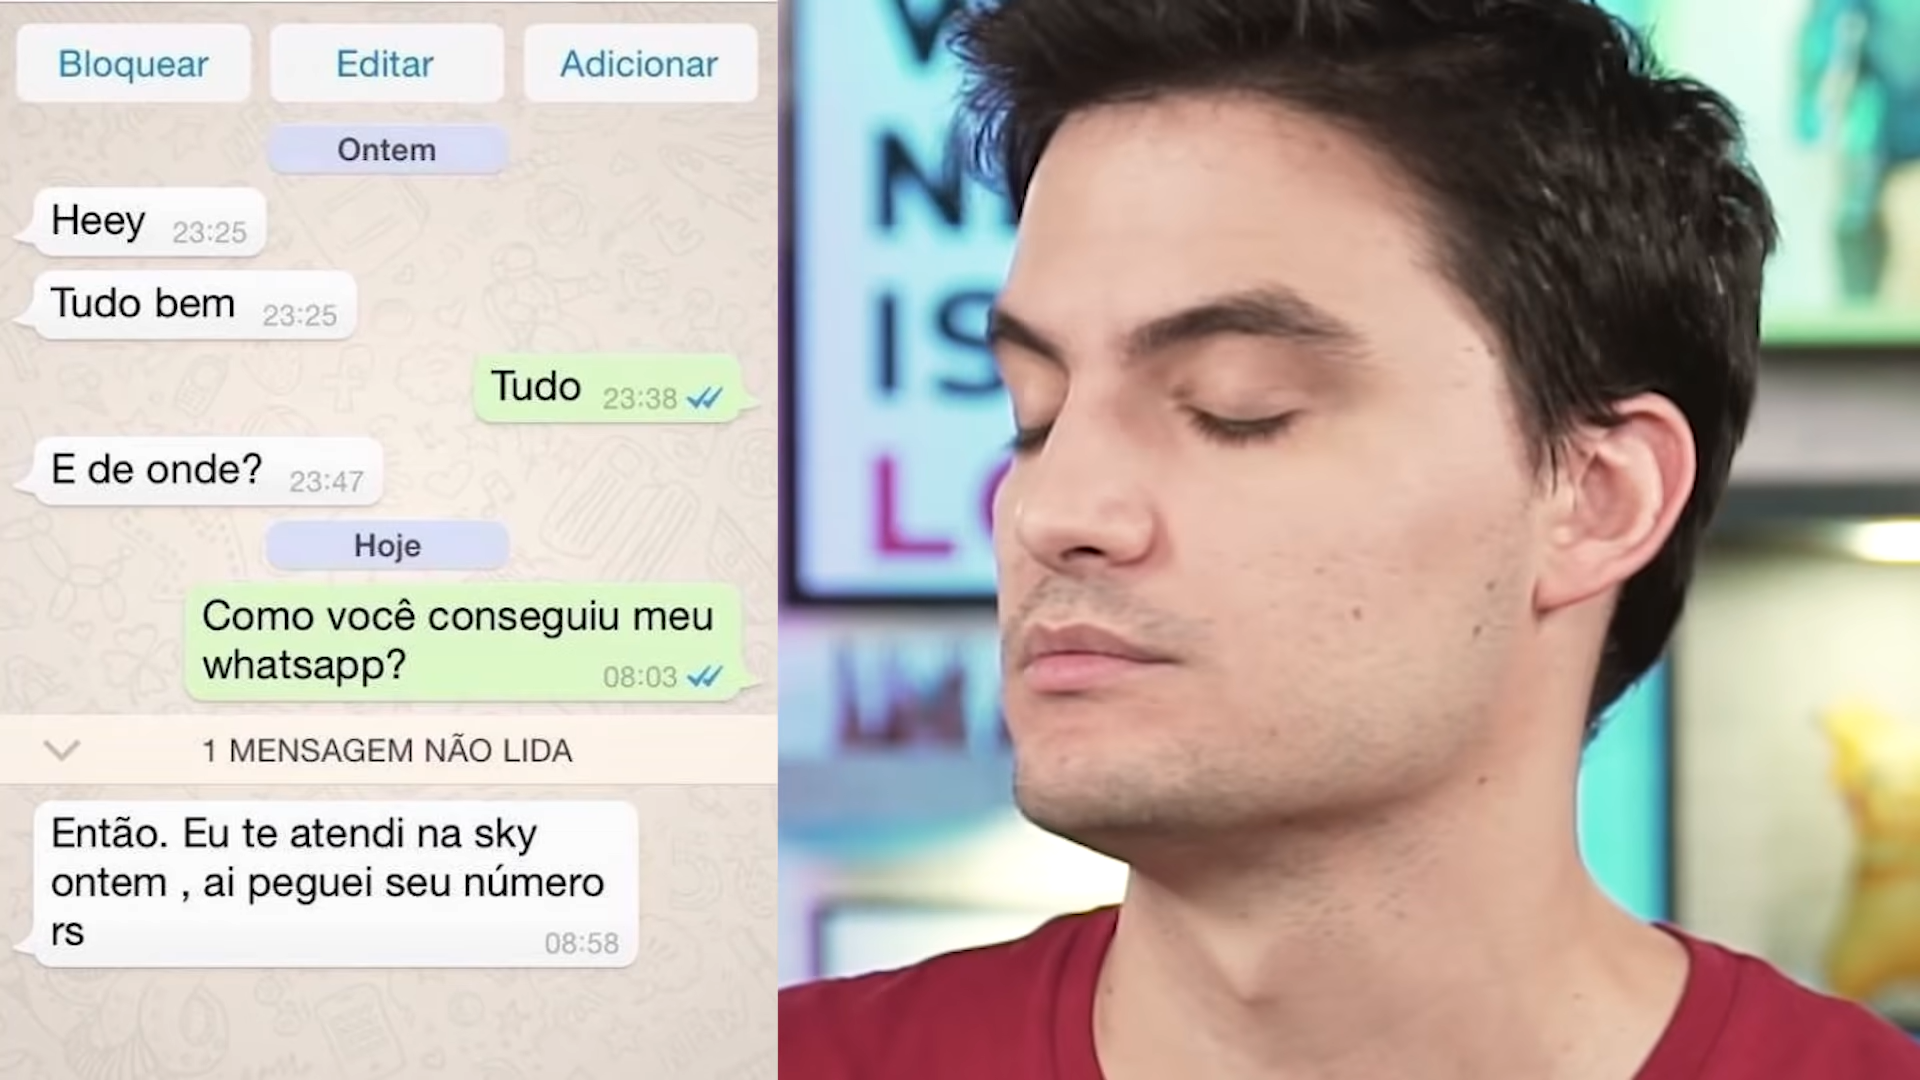 Bloquear Editar Adicionar
Ontem
Heey 23:25
Tudo bem 23:25
Tudo 23:38
E de onde? 23:47
Hoje
Como você conseguiu meu
whatsapp? 08:03
1 MENSAGEM NÃO LIDA
Então. Eu te atendi na sky
ontem , ai peguei seu número
rs 08:58
IS